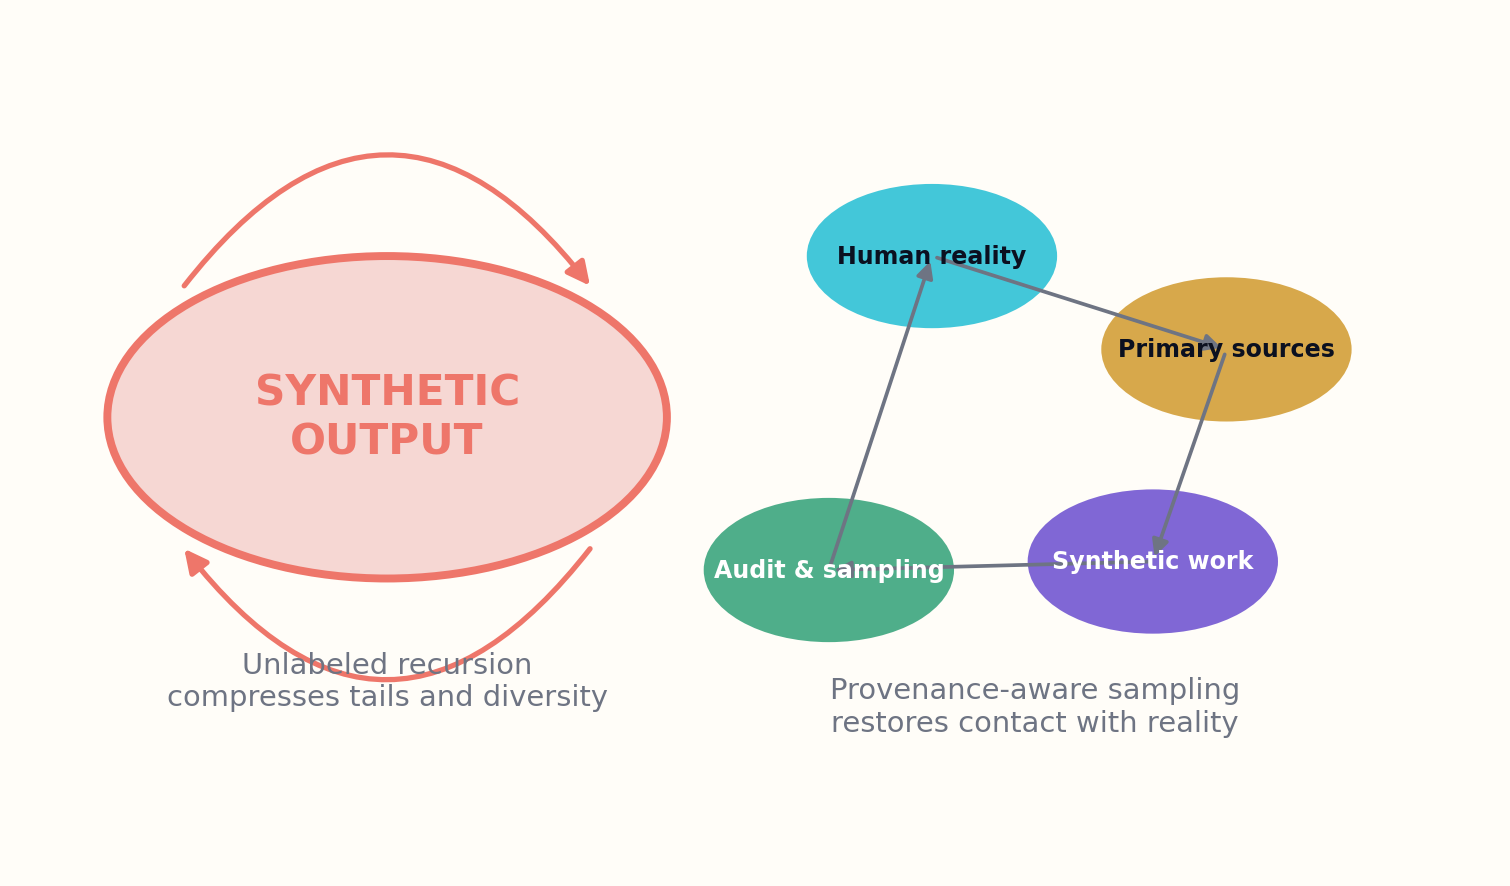 SYNTHETIC
OUTPUT
Unlabeled recursion
compresses tails and diversity
Human reality
Primary sources
Audit & sampling
Synthetic work
Provenance-aware sampling
restores contact with reality